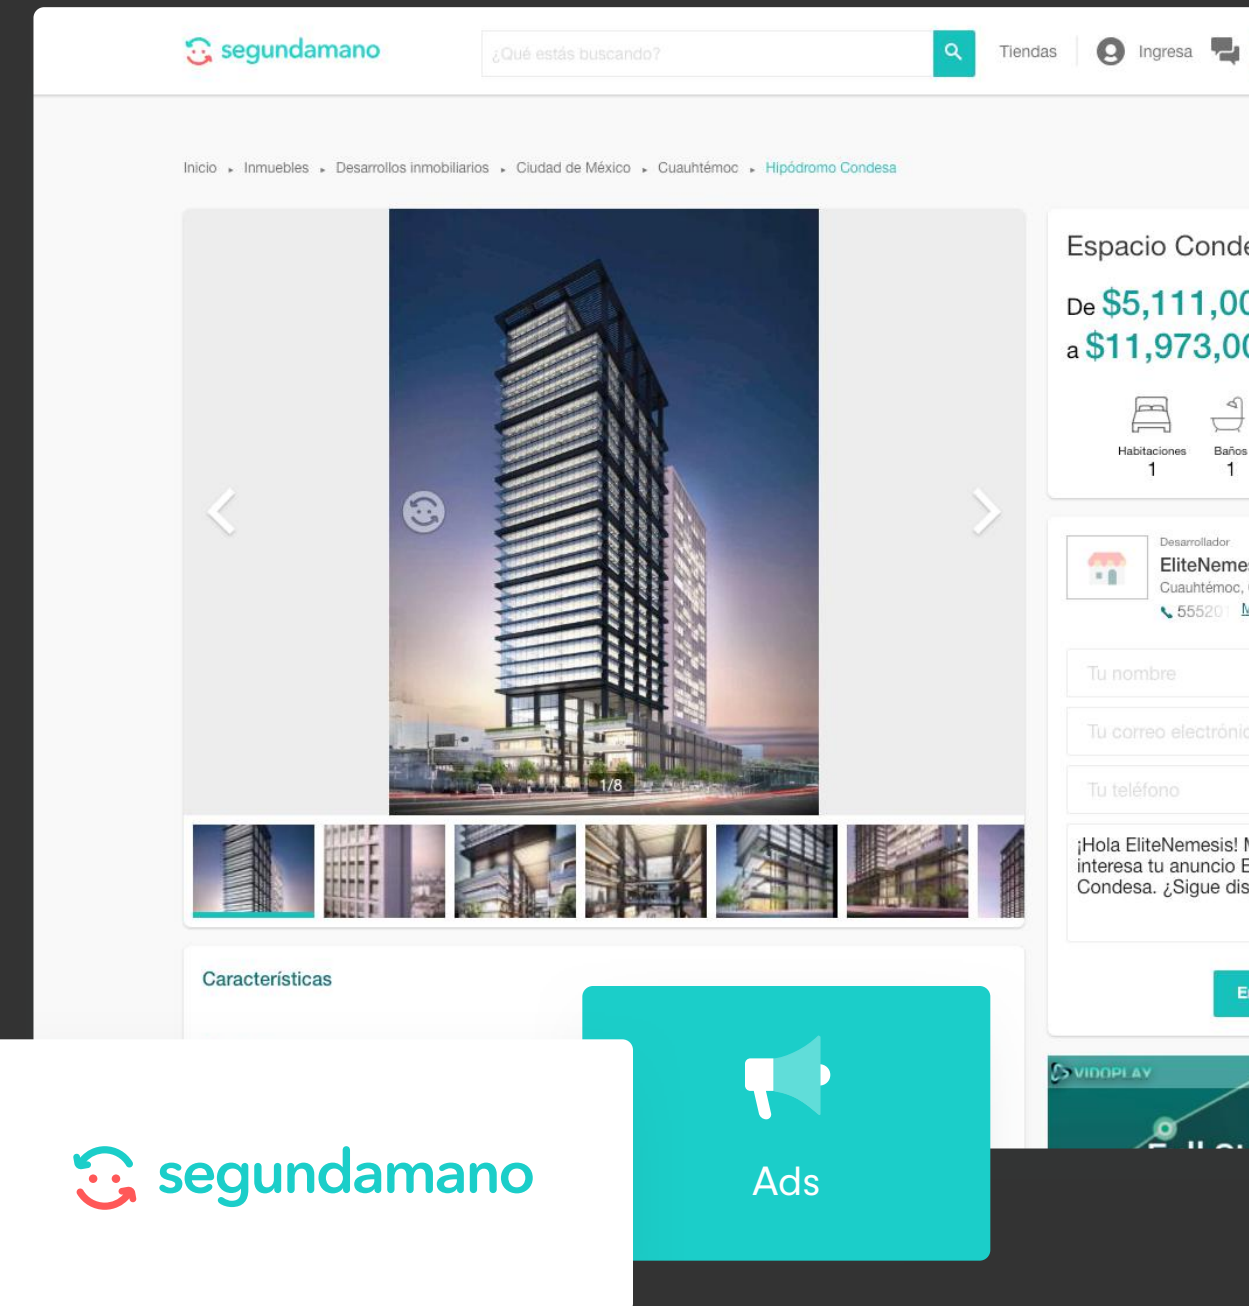 segundamano
¿Qué estás buscando?
Tiendas
Ingresa
Inicio ▸ Inmuebles ▸ Desarrollos inmobiliarios ▸ Ciudad de México ▸ Cuauhtémoc ▸ Hipódromo Condesa
1/8
Espacio Conde
De $5,111,00
a $11,973,00
Habitaciones
1
Baños
1
Desarrollador
EliteNemes
Cuauhtémoc,
55520
Tu nombre
Tu correo electrónic
Tu teléfono
¡Hola EliteNemesis! M
interesa tu anuncio E
Condesa. ¿Sigue dis
Características
VIDOPLAY
segundamano
Ads